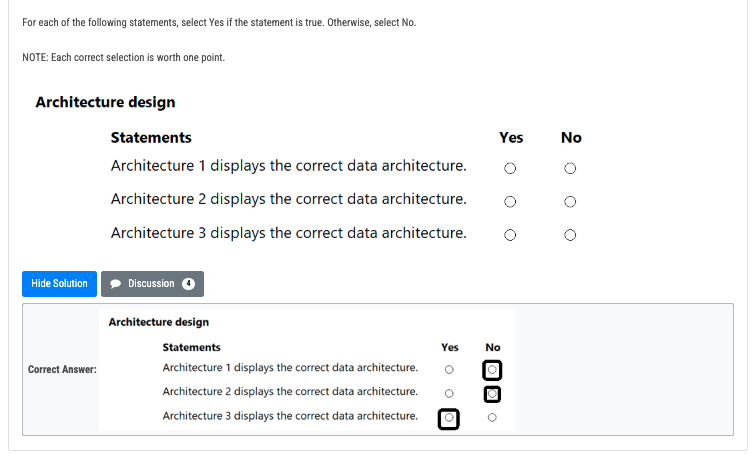 For each of the following statements, select Yes if the statement is true. Otherwise, select No.
NOTE: Each correct selection is worth one point.
Architecture design
Statements Yes No
Architecture 1 displays the correct data architecture.
Architecture 2 displays the correct data architecture.
Architecture 3 displays the correct data architecture.
Hide Solution Discussion 4
Architecture design
Statements Yes No
Correct Answer: Architecture 1 displays the correct data architecture.
Architecture 2 displays the correct data architecture.
Architecture 3 displays the correct data architecture.